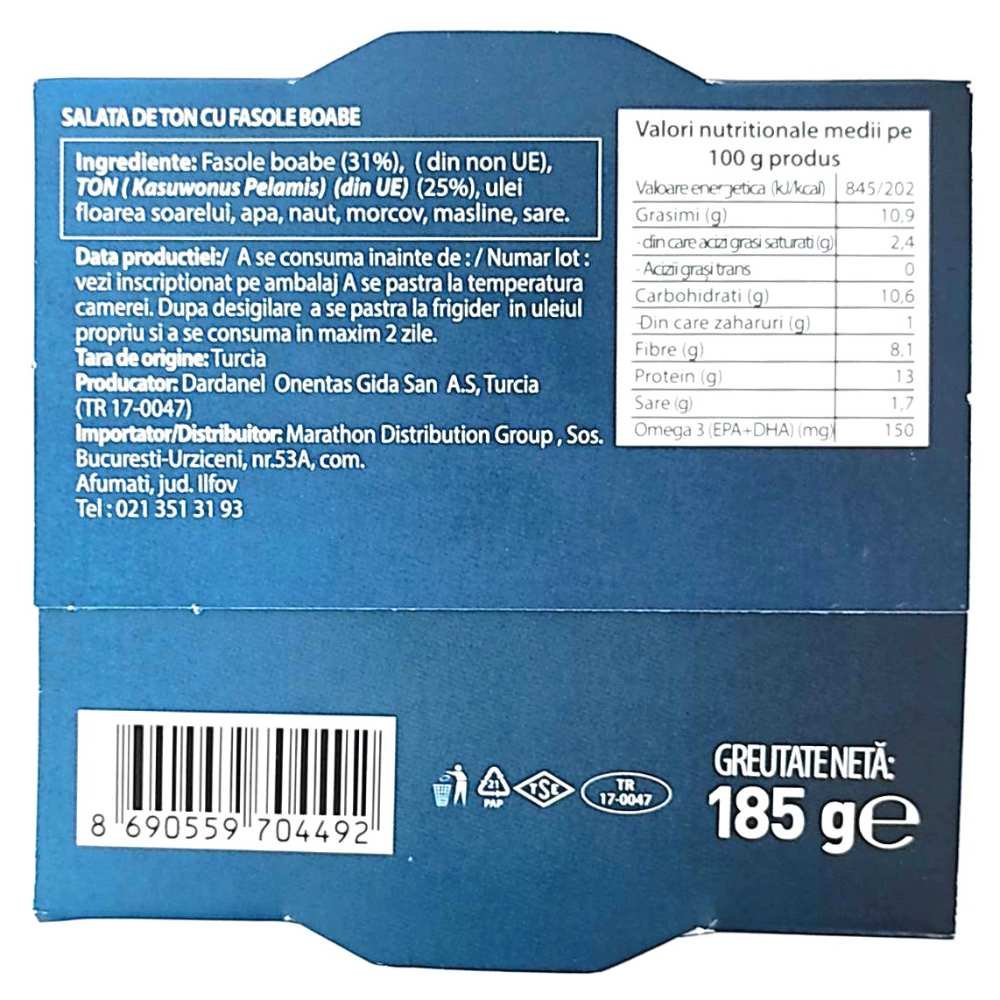 SALATA DE TON CU FASOLE BOABE
Ingrediente: Fasole boabe (31%), ( din non UE),
TON ( Kasuwonus Pelamis) (din UE) (25%), ulei
floarea soarelui, apa, naut, morcov, masline, sare.
Data productiei:/ A se consuma inainte de : / Numar lot :
vezi inscriptionat pe ambalaj A se pastra la temperatura
camerei. Dupa desigilare a se pastra la frigider in uleiul
propriu si a se consuma in maxim 2 zile.
Tara de origine: Turcia
Producator: Dardanel Onentas Gida San A.S, Turcia
(TR 17-0047)
Importator/Distribuitor: Marathon Distribution Group , Sos.
Bucuresti-Urziceni, nr.53A, com.
Afumati, jud. Ilfov
Tel : 021 351 31 93
Valori nutritionale medii pe
100 g produs
Valoare energetica (kJ/kcal) 845/202
Grasimi (g) 10,9
- din care acizi grasi saturati (g) 2,4
- Acizii grași trans 0
Carbohidrati (g) 10,6
-Din care zaharuri (g) 1
Fibre (g) 8.1
Protein (g) 13
Sare (g) 1,7
Omega 3 (EPA+DHA) (mg) 150
8 690559 704492
21
PAP
TSE
TR
17-0047
GREUTATE NETĂ:
185 g e